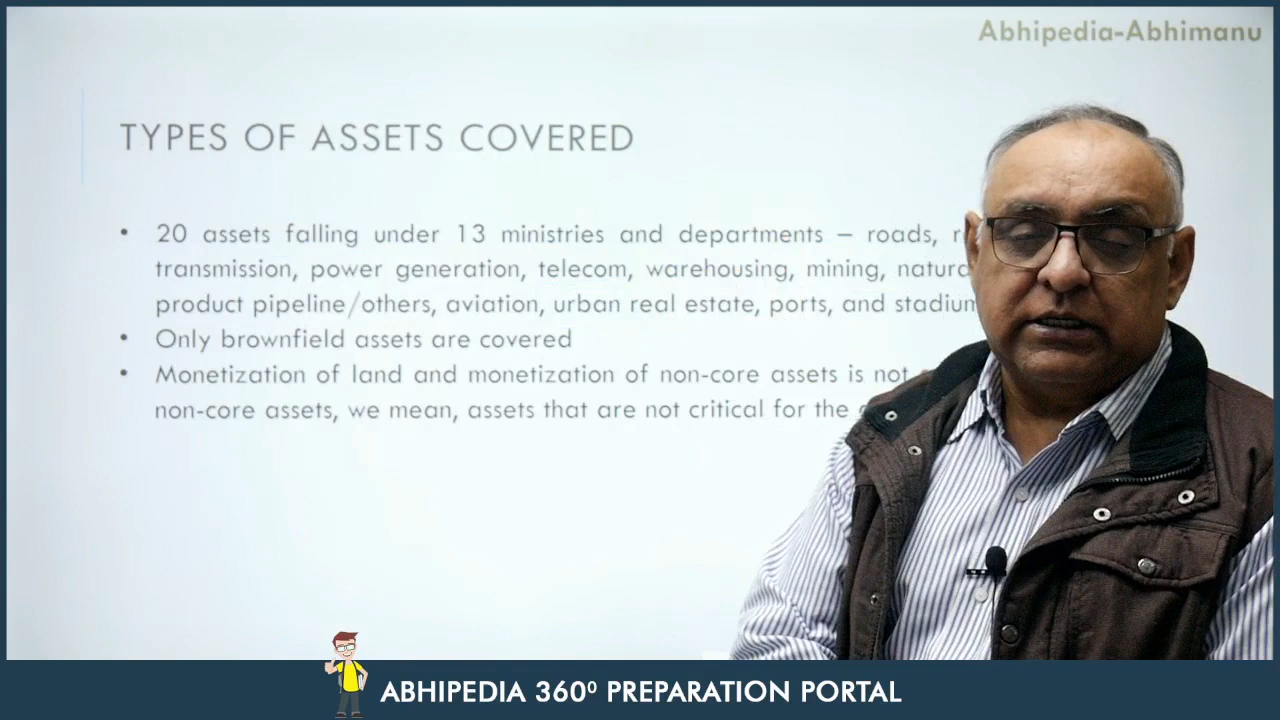 Abhipedia-Abhimanu
TYPES OF ASSETS COVERED
• 20 assets falling under 13 ministries and departments – roads,
transmission, power generation, telecom, warehousing, mining,
product pipeline/others, aviation, urban real estate, ports, and
• Only brownfield assets are covered
• Monetization of land and monetization of non-core assets is not
non-core assets, we mean, assets that are not critical for the
ABHIPEDIA 360⁰ PREPARATION PORTAL